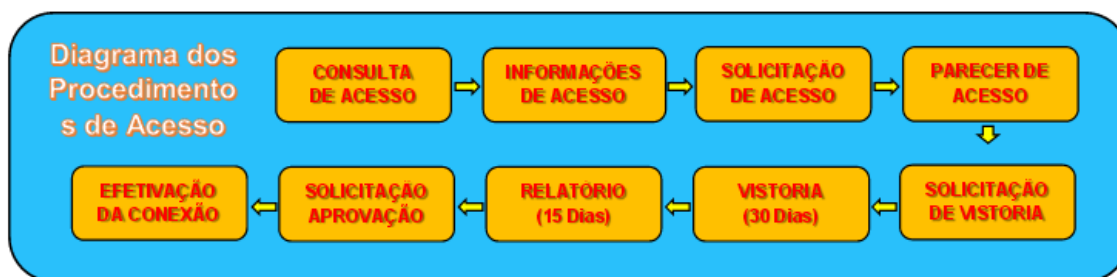 Diagrama dos
Procedimento
s de Acesso
CONSULTA
DE ACESSO
INFORMAÇÕES
DE ACESSO
SOLICITAÇÃO
DE ACESSO
PARECER DE
ACESSO
SOLICITAÇÃO
DE VISTORIA
VISTORIA
(30 Dias)
RELATÓRIO
(15 Dias)
SOLICITAÇÃO
APROVAÇÃO
EFETIVAÇÃO
DA CONEXÃO